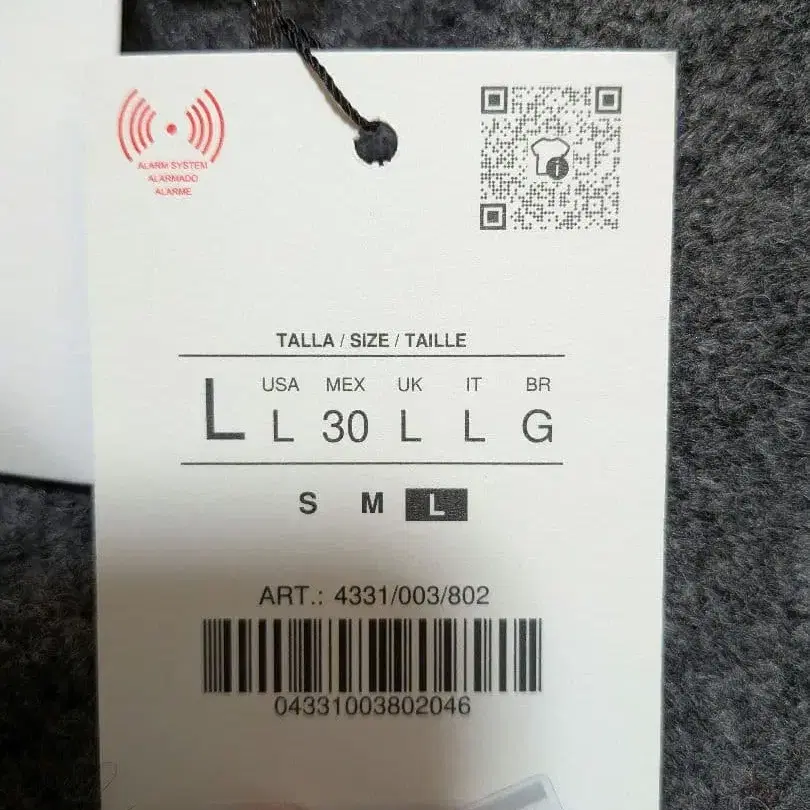 ALARM SYSTEM
ALARMADO
ALARME
i
TALLA / SIZE / TAILLE
L USA MEX UK IT BR
L 30 L L G
S M L
ART.: 4331/003/802
04331003802046